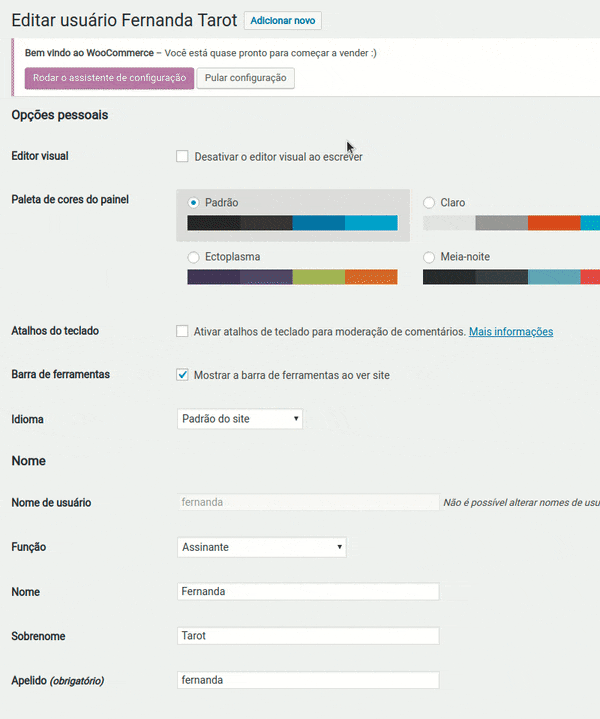 Editar usuário Fernanda Tarot Adicionar novo
Bem vindo ao WooCommerce – Você está quase pronto para começar a vender :)
Rodar o assistente de configuração Pular configuração
Opções pessoais
Editor visual Desativar o editor visual ao escrever
Paleta de cores do painel Padrão Claro
Ectoplasma Meia-noite
Atalhos do teclado Ativar atalhos de teclado para moderação de comentários. Mais informações
Barra de ferramentas Mostrar a barra de ferramentas ao ver site
Idioma Padrão do site
Nome
Nome de usuário fernanda Não é possível alterar nomes de usu
Função Assinante
Nome Fernanda
Sobrenome Tarot
Apelido (obrigatório) fernanda